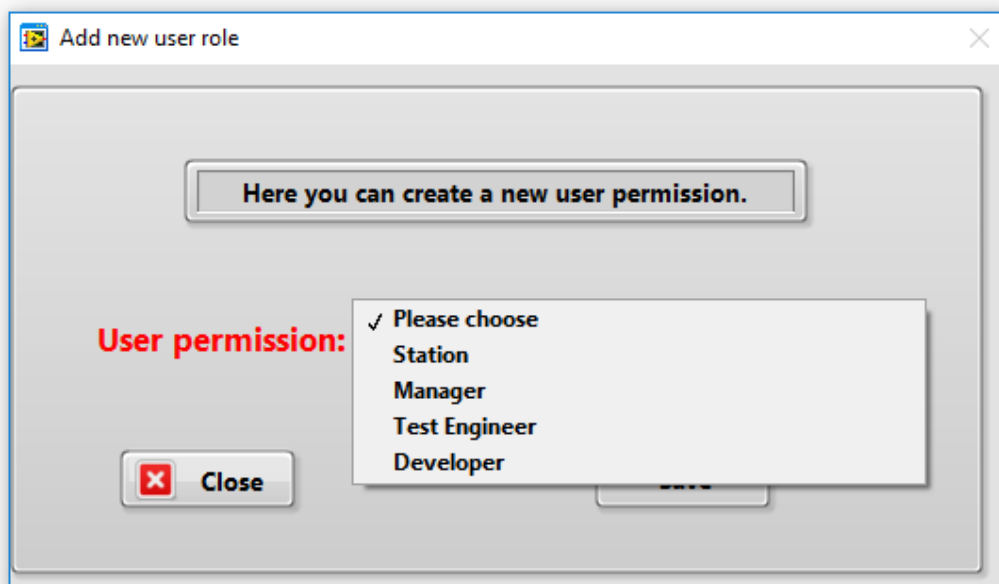 Add new user role
Here you can create a new user permission.
User permission:
✓ Please choose
Station
Manager
Test Engineer
Developer
Close